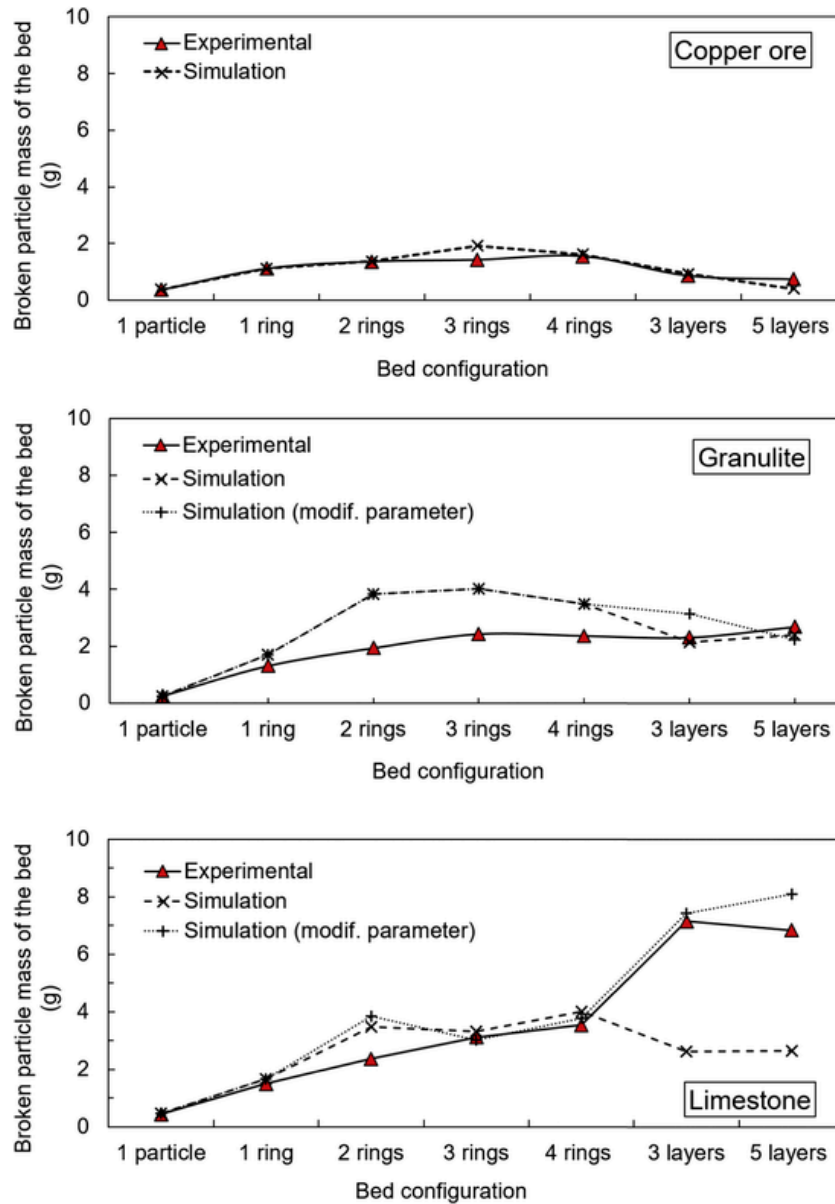 Broken particle mass of the bed
(g)
10
8
6
4
2
0
Experimental
Simulation
Copper ore
1 particle 1 ring 2 rings 3 rings 4 rings 3 layers 5 layers
Bed configuration
Broken particle mass of the bed
(g)
10
8
6
4
2
0
Experimental
Simulation
Simulation (modif. parameter)
Granulite
1 particle 1 ring 2 rings 3 rings 4 rings 3 layers 5 layers
Bed configuration
Broken particle mass of the bed
(g)
10
8
6
4
2
0
Experimental
Simulation
Simulation (modif. parameter)
Limestone
1 particle 1 ring 2 rings 3 rings 4 rings 3 layers 5 layers
Bed configuration